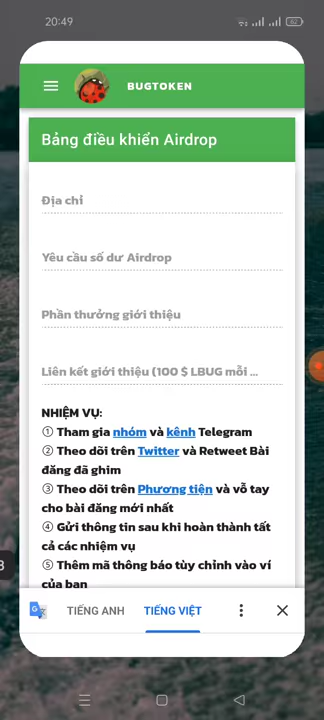 20:49
62
BUGTOKEN
Bảng điều khiển Airdrop
Địa chỉ
Yêu cầu số dư Airdrop
Phần thưởng giới thiệu
Liên kết giới thiệu (100 $ LBUG mỗi ...
NHIỆM VỤ:
① Tham gia nhóm và kênh Telegram
② Theo dõi trên Twitter và Retweet Bài
đăng đã ghim
③ Theo dõi trên Phương tiện và vỗ tay
cho bài đăng mới nhất
④ Gửi thông tin sau khi hoàn thành tất
cả các nhiệm vụ
⑤ Thêm mã thông báo tùy chỉnh vào ví
của bạn
TIẾNG ANH
TIẾNG VIỆT